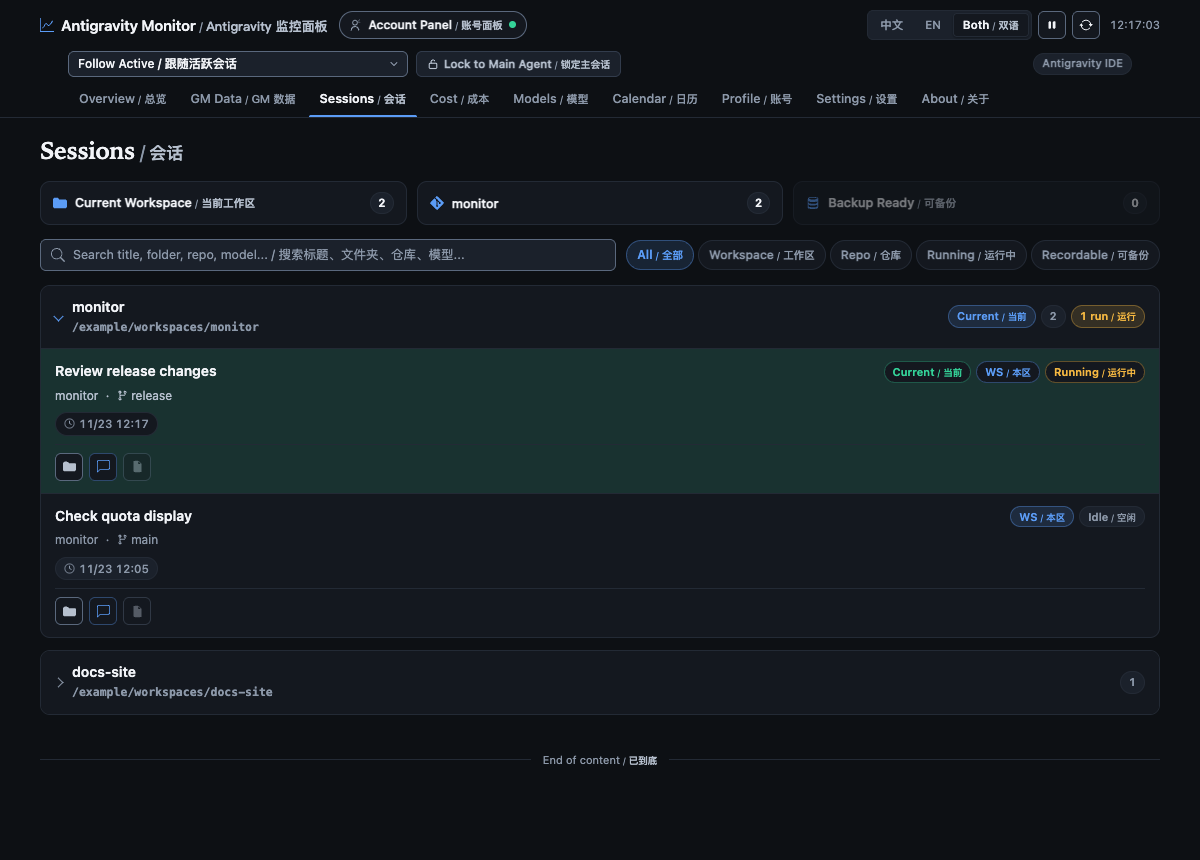 Antigravity Monitor / Antigravity 监控面板
Account Panel / 账号面板
中文 EN Both / 双语
12:17:03
Follow Active / 跟随活跃会话
Lock to Main Agent / 锁定主会话
Antigravity IDE
Overview / 总览 GM Data / GM 数据 Sessions / 会话 Cost / 成本 Models / 模型 Calendar / 日历 Profile / 账号 Settings / 设置 About / 关于
Sessions / 会话
Current Workspace / 当前工作区 2
monitor 2
Backup Ready / 可备份 0
Search title, folder, repo, model... / 搜索标题、文件夹、仓库、模型...
All / 全部 Workspace / 工作区 Repo / 仓库 Running / 运行中 Recordable / 可备份
monitor
/example/workspaces/monitor
Current / 当前 2 1 run / 运行
Review release changes
Current / 当前 WS / 本区 Running / 运行中
monitor · release
11/23 12:17
Check quota display
WS / 本区 Idle / 空闲
monitor · main
11/23 12:05
docs-site
/example/workspaces/docs-site
1
End of content / 已到底